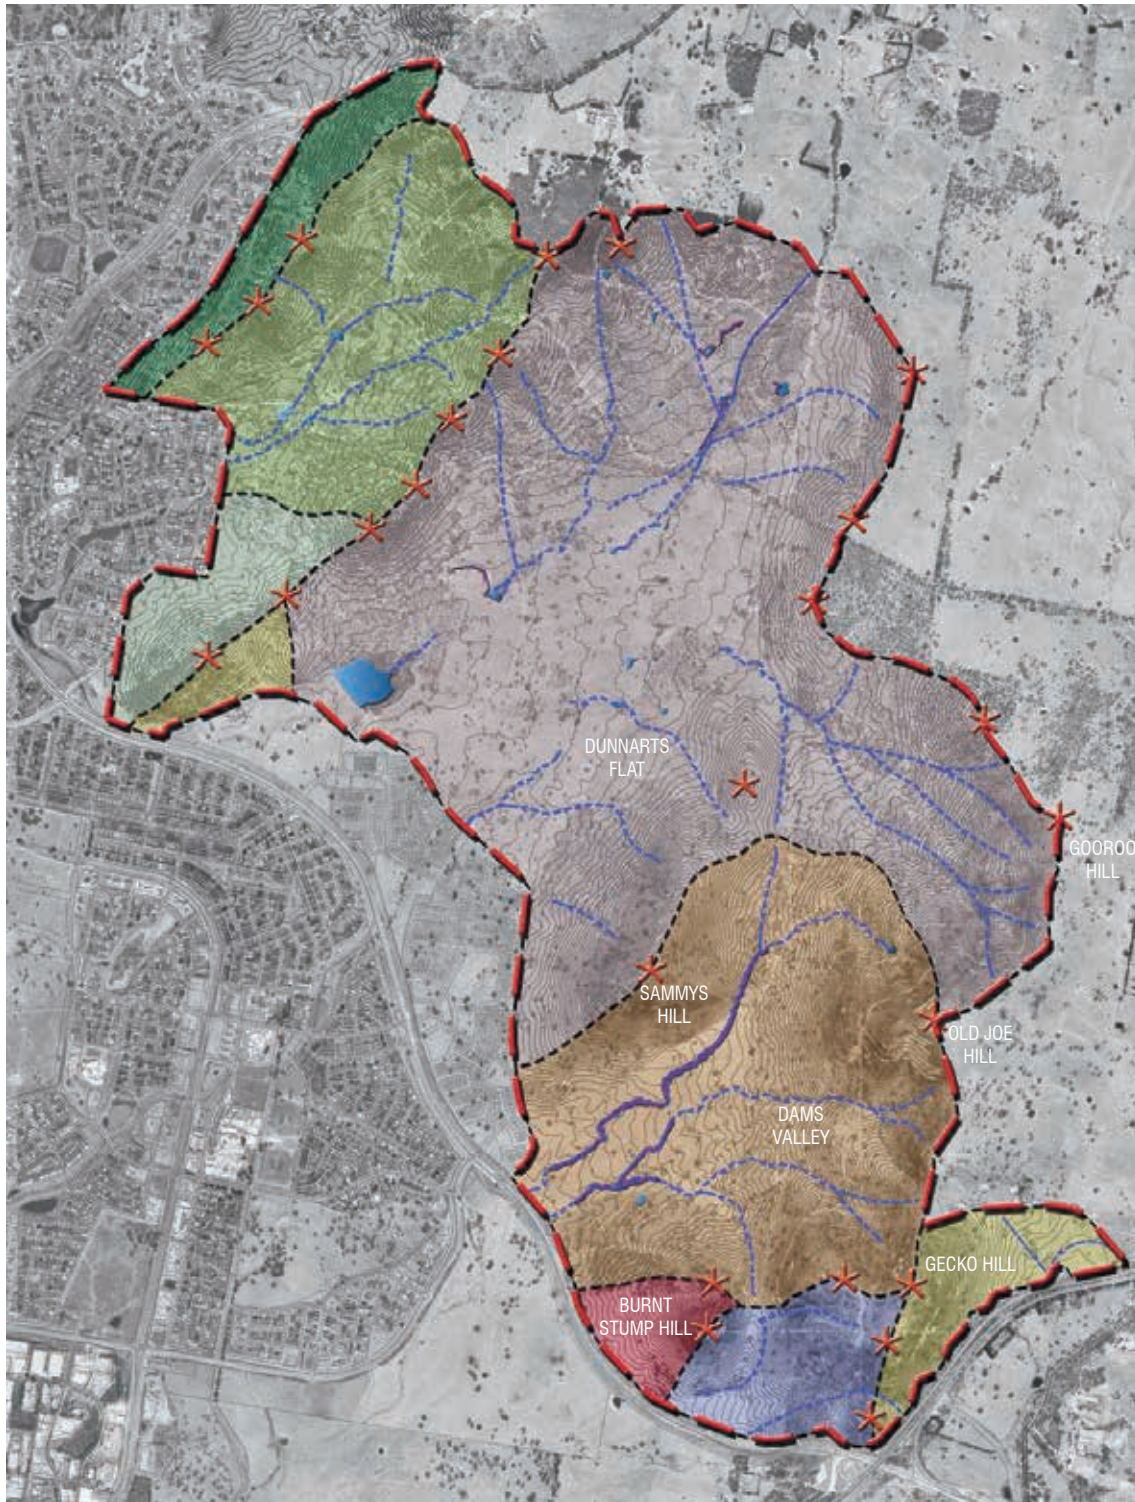 DUNNARTS
FLAT
GOOROO
HILL
SAMMYS
HILL
OLD JOE
HILL
DAMS
VALLEY
GECKO HILL
BURNT
STUMP HILL